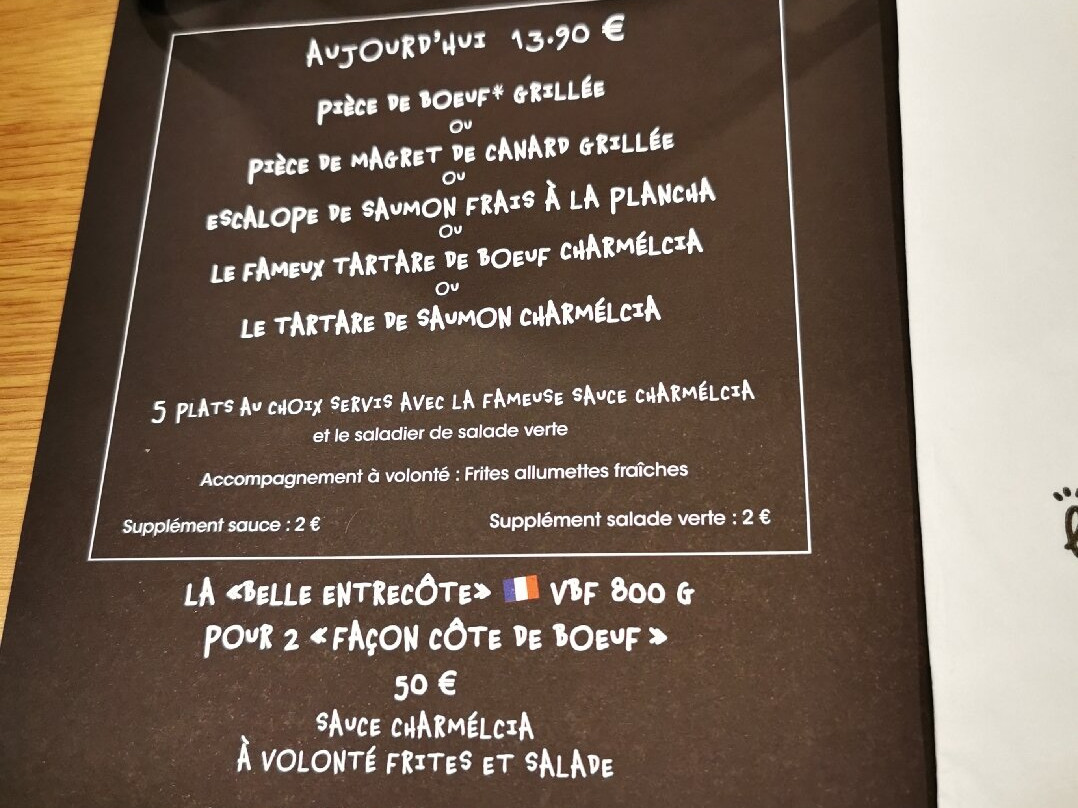 AUJOURD'HUI 13.90 €
PIÈCE DE BOEUF* GRILLÉE
OU
PIÈCE DE MAGRET DE CANARD GRILLÉE
OU
ESCALOPE DE SAUMON FRAIS À LA PLANCHA
OU
LE FAMEUX TARTARE DE BOEUF CHARMÉLCIA
OU
LE TARTARE DE SAUMON CHARMÉLCIA
5 PLATS AU CHOIX SERVIS AVEC LA FAMEUSE SAUCE CHARMÉLCIA
et le saladier de salade verte
Accompagnement à volonté : Frites allumettes fraîches
Supplément sauce : 2 € Supplément salade verte : 2 €
LA «BELLE ENTRECÔTE» VBF 800 G
POUR 2 « FAÇON CÔTE DE BOEUF »
50 €
SAUCE CHARMÉLCIA
À VOLONTÉ FRITES ET SALADE